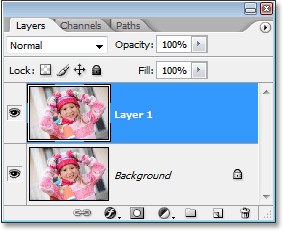 Layers Channels Paths
Normal Opacity: 100%
Lock: Fill: 100%
Layer 1
Background